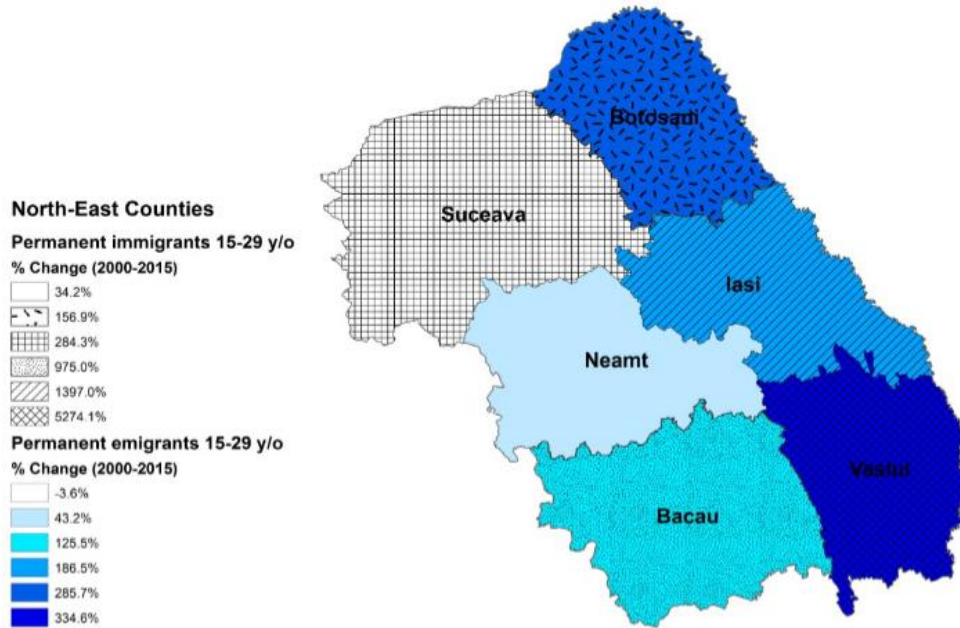 North-East Counties
Permanent immigrants 15-29 y/o
% Change (2000-2015)
34.2%
156.9%
284.3%
975.0%
1397.0%
5274.1%
Permanent emigrants 15-29 y/o
% Change (2000-2015)
-3.6%
43.2%
125.5%
186.5%
285.7%
334.6%
Botosani
Suceava
Iasi
Neamt
Vaslui
Bacau